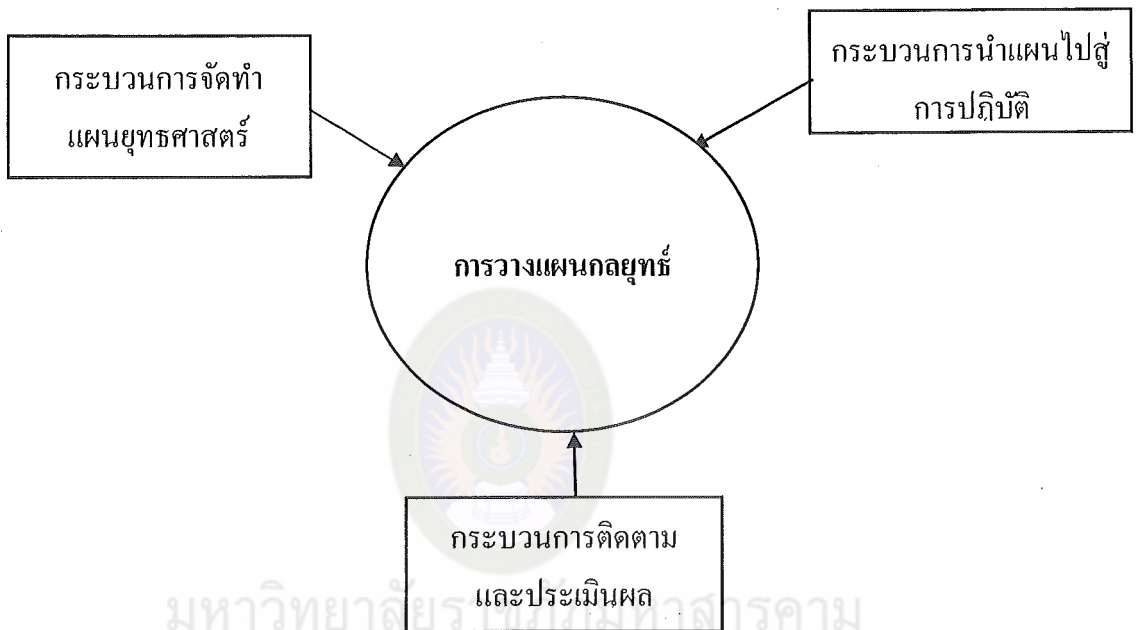 กระบวนการจัดทำ
แผนยุทธศาสตร์
กระบวนการนำแผนไปสู่
การปฏิบัติ
การวางแผนกลยุทธ์
กระบวนการติดตาม
และประเมินผล
มหาวิทยาลัยราชภัฏมหาสารคาม